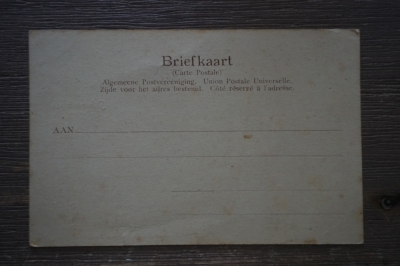 Briefkaart
(Carte Postale)
Algemeene Postvereeniging. Union Postale Universelle.
Zijde voor het adres bestemd. Côté réservé à l'adresse.
AAN